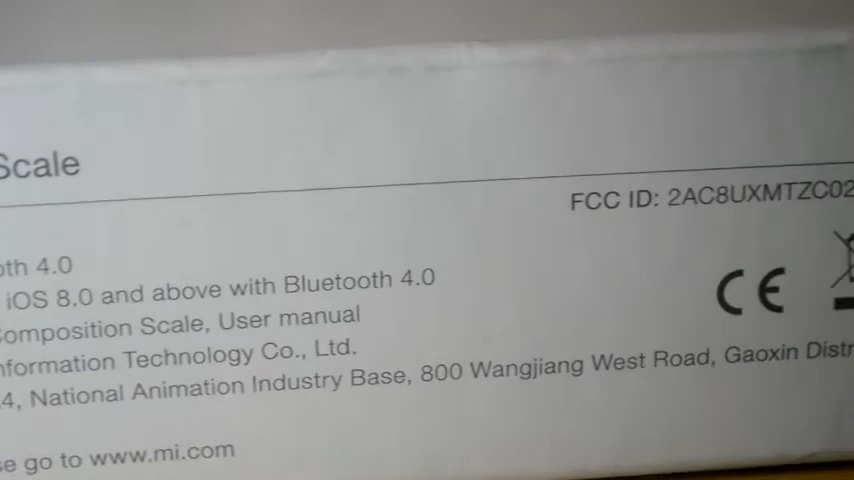 Scale
FCC ID: 2AC8UXMTZC02
oth 4.0
iOS 8.0 and above with Bluetooth 4.0
Composition Scale, User manual
nformation Technology Co., Ltd.
4, National Animation Industry Base, 800 Wangjiang West Road, Gaoxin Distr
CE
se go to www.mi.com